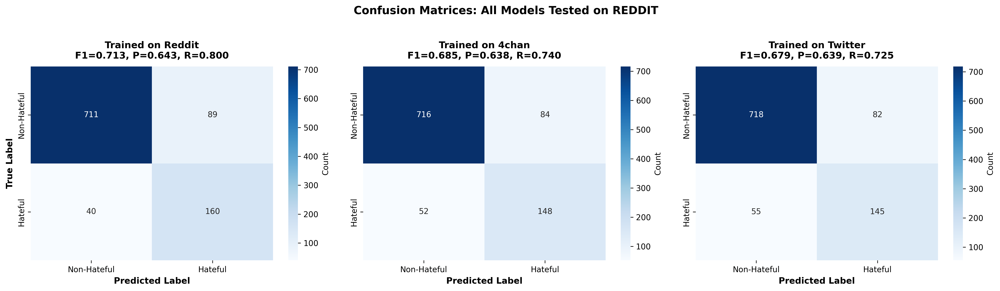 Confusion Matrices: All Models Tested on REDDIT
Trained on Reddit
F1=0.713, P=0.643, R=0.800
True Label
Non-Hateful
Hateful
711
89
40
160
Non-Hateful
Hateful
Predicted Label
700
600
500
400
300
200
100
Count
Trained on 4chan
F1=0.685, P=0.638, R=0.740
Non-Hateful
Hateful
716
84
52
148
Non-Hateful
Hateful
Predicted Label
700
600
500
400
300
200
100
Count
Trained on Twitter
F1=0.679, P=0.639, R=0.725
Non-Hateful
Hateful
718
82
55
145
Non-Hateful
Hateful
Predicted Label
700
600
500
400
300
200
100
Count